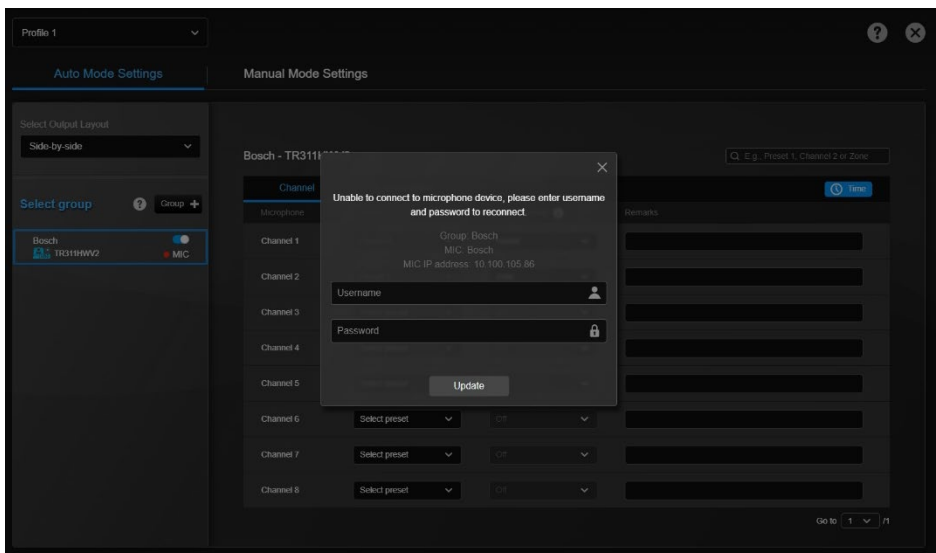 Profile 1
Auto Mode Settings
Manual Mode Settings
Select Output Layout
Side-by-side
Select group
Group
Bosch
TR311HWV2
MIC
Bosch - TR311
E.g., Preset 1, Channel 2 or Zone
Channel
Time
Microphone
Remarks
Unable to connect to microphone device, please enter username
and password to reconnect.
Group: Bosch
MIC: Bosch
MIC IP address: 10.100.105.86
Username
Password
Update
Channel 1
Channel 2
Channel 3
Channel 4
Channel 5
Channel 6
Select preset
Off
Channel 7
Select preset
Off
Channel 8
Select preset
Off
Go to 1 /1